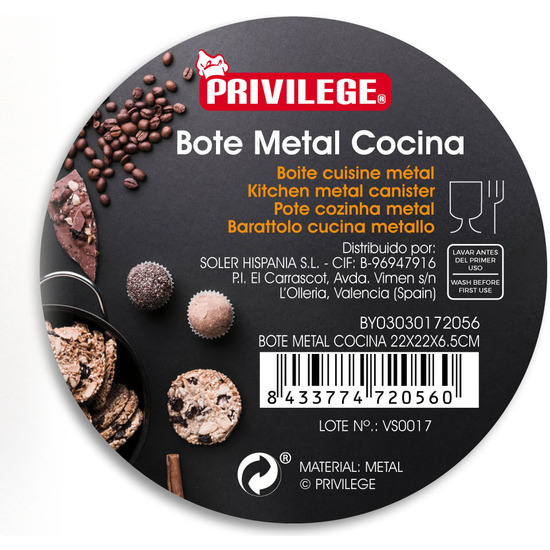 PRIVILEGE®
Bote Metal Cocina
Boite cuisine métal
Kitchen metal canister
Pote cozinha metal
Barattolo cucina metallo
Distribuido por:
SOLER HISPANIA S.L. - CIF: B-96947916
P.I. El Carrascot, Avda. Vimen s/n
L'Olleria, Valencia (Spain)
LAVAR ANTES
DEL PRIMER
USO
WASH BEFORE
FIRST USE
BY03030172056
BOTE METAL COCINA 22X22X6.5CM
8 433774 720560
LOTE Nº.: VS0017
®
MATERIAL: METAL
© PRIVILEGE